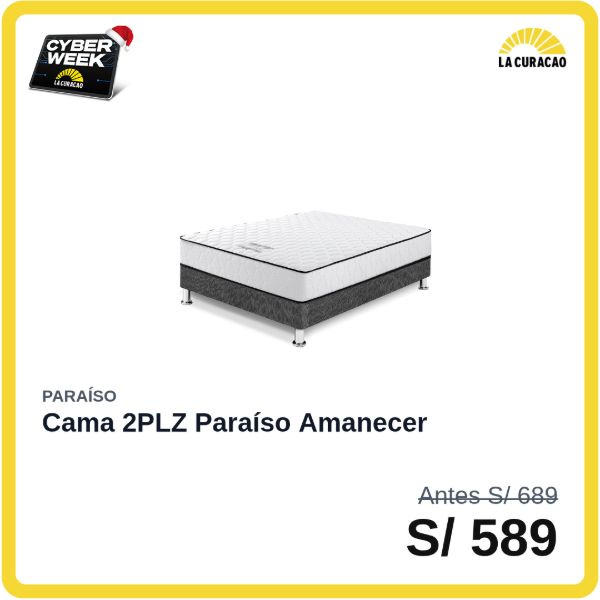 CYBER
WEEK
LA CURACAO
LA CURACAO
PARAÍSO
Cama 2PLZ Paraíso Amanecer
Antes S/ 689
S/ 589